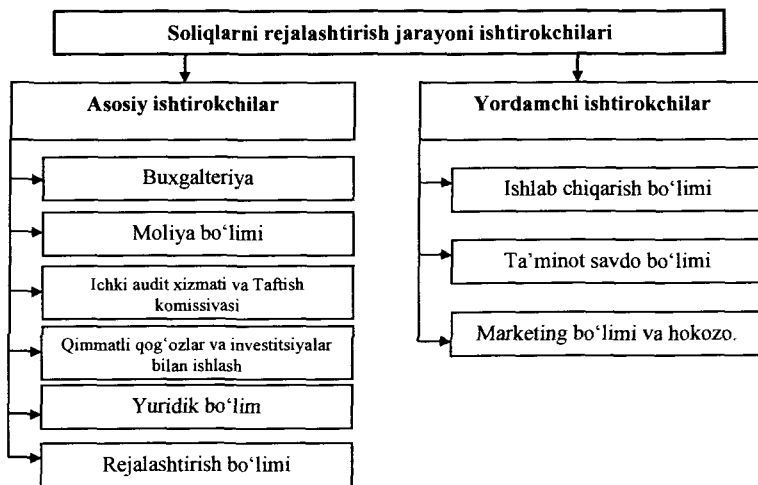 Soliqlarni rejalashtirish jarayoni ishtirokchilari
Asosiy ishtirokchilar
Buxgalteriya
Moliya bo‘limi
Ichki audit xizmati va Taftish
komissivasi
Qimmatli qog‘ozlar va investitsiyalar
bilan ishlash
Yuridik bo‘lim
Rejalashtirish bo‘limi
Yordamchi ishtirokchilar
Ishlab chiqarish bo‘limi
Ta’minot savdo bo‘limi
Marketing bo‘limi va hokozo.